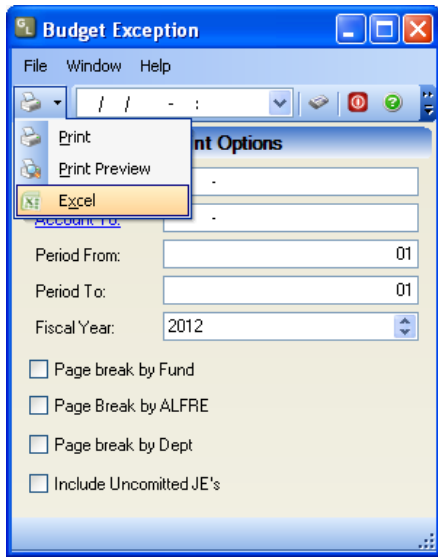 GL Budget Exception
File Window Help
/ / - :
Print
nt Options
Print Preview
-
Excel
Account To:
-
Period From: 01
Period To: 01
Fiscal Year: 2012
Page break by Fund
Page Break by ALFRE
Page break by Dept
Include Uncomitted JE's